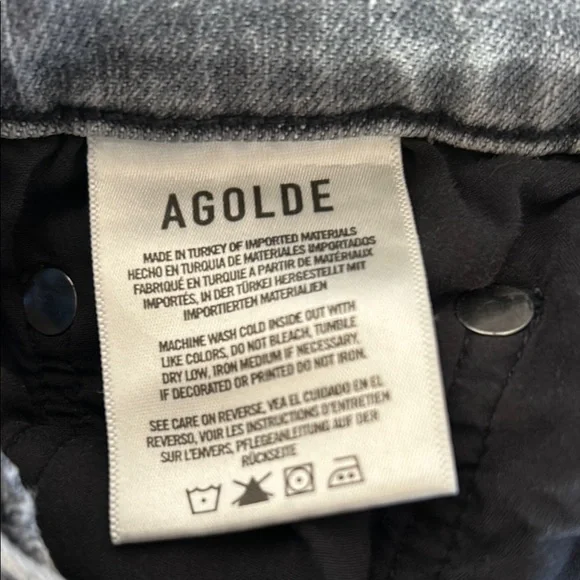 AGOLDE
MADE IN TURKEY OF IMPORTED MATERIALS
HECHO EN TURQUIA DE MATERIALES IMPORTADOS
FABRIQUÉ EN TURQUIE A PARTIR DE MATÉRIAUX
IMPORTÉS, IN DER TÜRKEI HERGESTELLT MIT
IMPORTIERTEN MATERIALIEN
MACHINE WASH COLD INSIDE OUT WITH
LIKE COLORS, DO NOT BLEACH, TUMBLE
DRY LOW, IRON MEDIUM IF NECESSARY,
IF DECORATED OR PRINTED DO NOT IRON.
SEE CARE ON REVERSE, VEA EL CUIDADO EN EL
REVERSO, VOIR LES INSTRUCTIONS D'ENTRETIEN
SUR L'ENVERS, PFLEGEANLEITUNG AUF DER
RÜCKSEITE